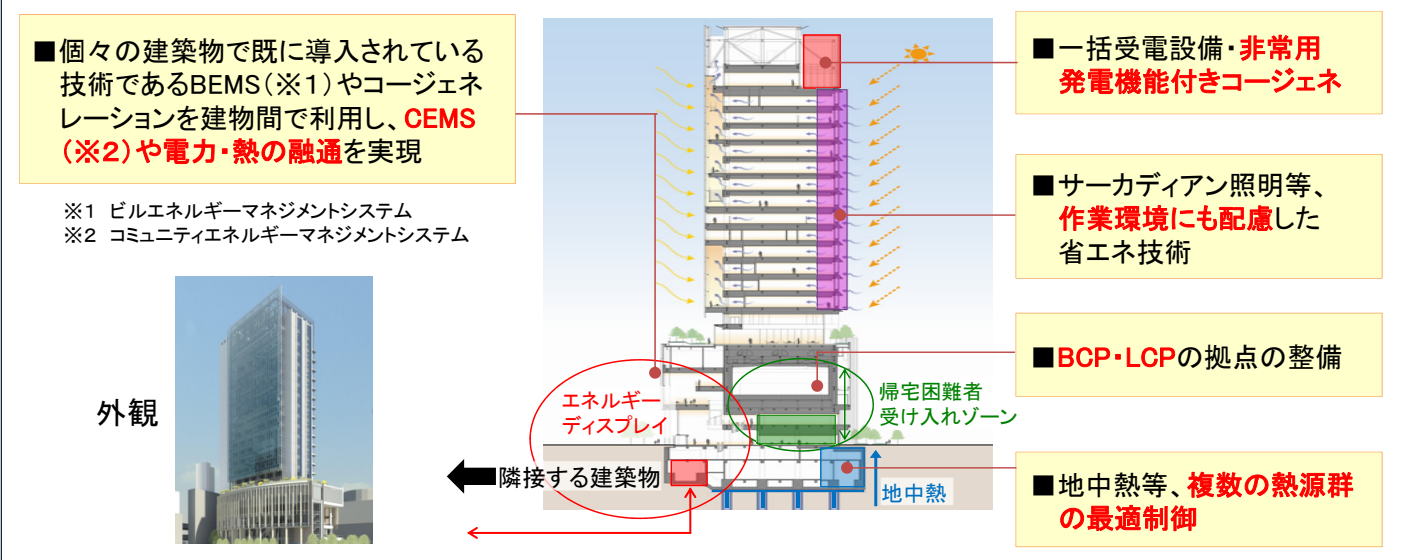 ■個々の建築物で既に導入されている
技術であるBEMS(※1)やコージェネ
レーションを建物間で利用し、CEMS
(※2)や電力・熱の融通を実現
※1 ビルエネルギーマネジメントシステム
※2 コミュニティエネルギーマネジメントシステム
外観
エネルギー
ディスプレイ
隣接する建築物
帰宅困難者
受け入れゾーン
地中熱
■一括受電設備・非常用
発電機能付きコージェネ
■サーカディアン照明等、
作業環境にも配慮した
省エネ技術
■BCP・LCPの拠点の整備
■地中熱等、複数の熱源群
の最適制御